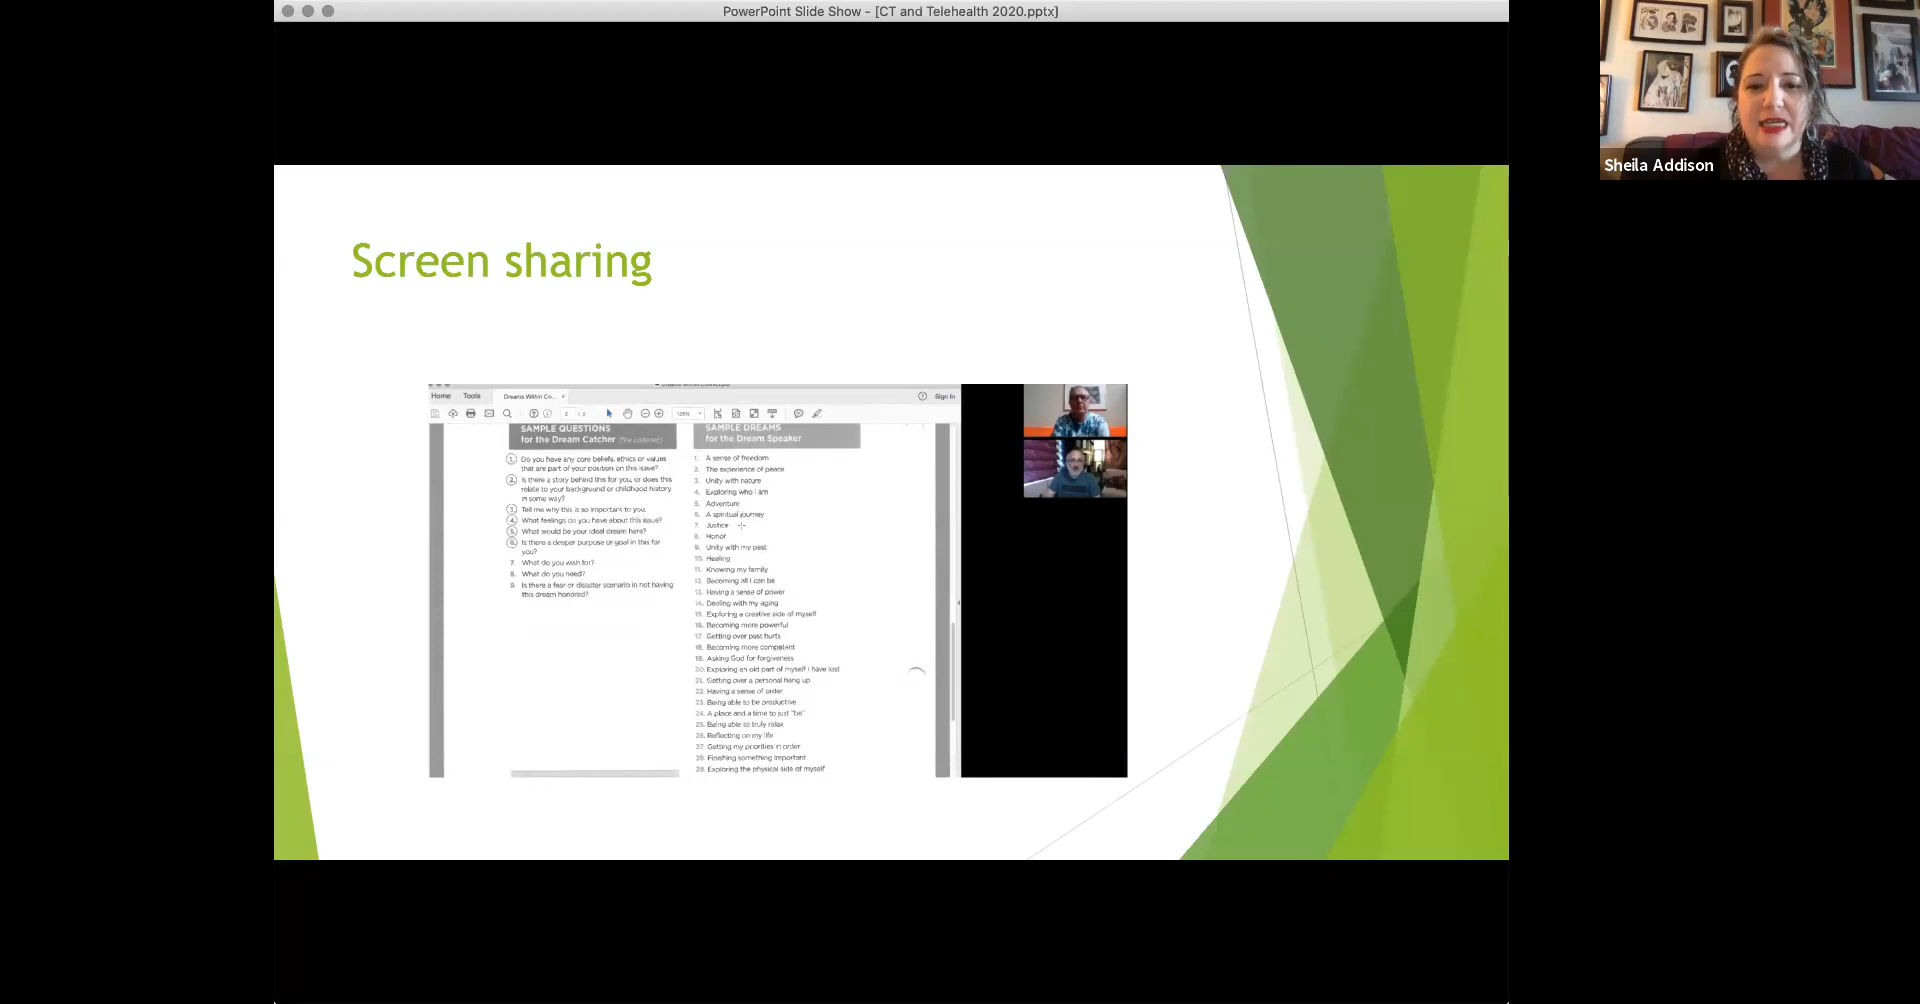 PowerPoint Slide Show - [CT and Telehealth 2020.pptx]
Sheila Addison
Screen sharing
Home Tools Dreams Within Co... × Sign In
2 / 125%
SAMPLE QUESTIONS
for the Dream Catcher (The Listener)
1. Do you have any core beliefs, ethics or values
that are part of your position on this issue?
2. Is there a story behind this for you, or does this
relate to your background or childhood history
in some way?
3. Tell me why this is so important to you.
4. What feelings do you have about this issue?
5. What would be your ideal dream here?
6. Is there a deeper purpose or goal in this for
you?
7. What do you wish for?
8. What do you need?
9. Is there a fear or disaster scenario in not having
this dream honored?
SAMPLE DREAMS
for the Dream Speaker
1. A sense of freedom
2. The experience of peace
3. Unity with nature
4. Exploring who I am
5. Adventure
6. A spiritual journey
7. Justice
8. Honor
9. Unity with my past
10. Healing
11. Knowing my family
12. Becoming all I can be
13. Having a sense of power
14. Dealing with my aging
15. Exploring a creative side of myself
16. Becoming more powerful
17. Getting over past hurts
18. Becoming more competent
19. Asking God for forgiveness
20. Exploring an old part of myself I have lost
21. Getting over a personal hang up
22. Having a sense of order
23. Being able to be productive
24. A place and a time to just "be"
25. Being able to truly relax
26. Reflecting on my life
27. Getting my priorities in order
28. Finishing something important
29. Exploring the physical side of myself